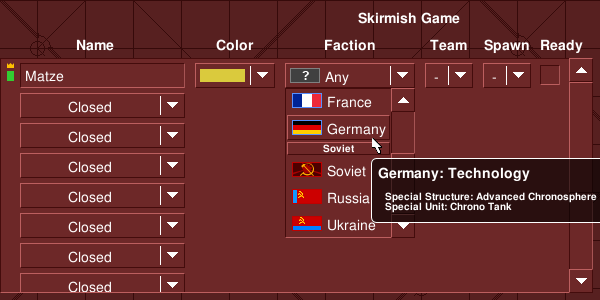 Skirmish Game
Name Color Faction Team Spawn Ready
Matze ? Any - -
Closed France
Closed Germany
Soviet
Closed Soviet
Germany: Technology
Closed Russia
Special Structure: Advanced Chronosphere
Special Unit: Chrono Tank
Closed Ukraine
Closed
Closed